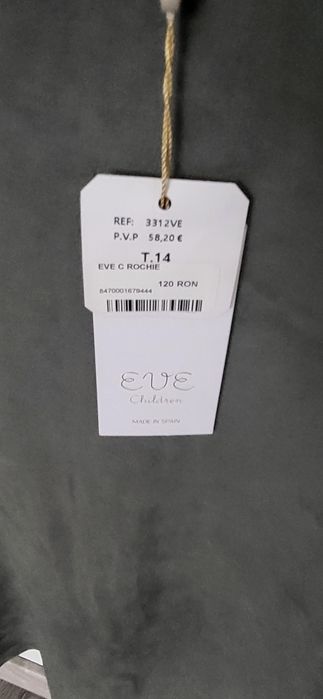 REF: 3312VE
P.V.P 58,20 €
T.14
EVE C ROCHIE
120 RON
8470001679444
EVE
Children
MADE IN SPAIN